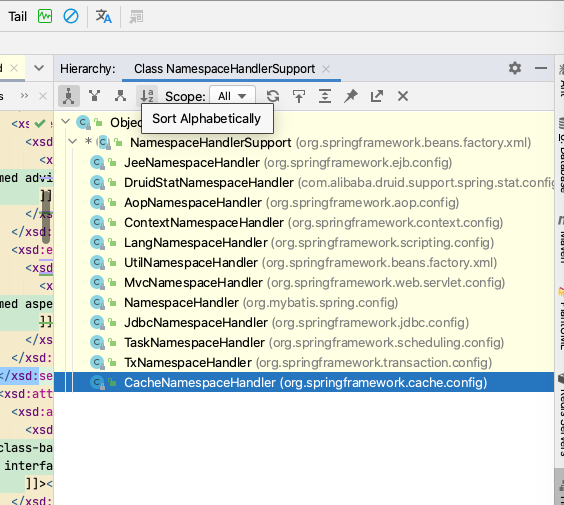 Tail
Hierarchy: Class NamespaceHandlerSupport
Scope: All
Sort Alphabetically
Objec
* NamespaceHandlerSupport (org.springframework.beans.factory.xml)
JeeNamespaceHandler (org.springframework.ejb.config)
DruidStatNamespaceHandler (com.alibaba.druid.support.spring.stat.config)
AopNamespaceHandler (org.springframework.aop.config)
ContextNamespaceHandler (org.springframework.context.config)
LangNamespaceHandler (org.springframework.scripting.config)
UtilNamespaceHandler (org.springframework.beans.factory.xml)
MvcNamespaceHandler (org.springframework.web.servlet.config)
NamespaceHandler (org.mybatis.spring.config)
JdbcNamespaceHandler (org.springframework.jdbc.config)
TaskNamespaceHandler (org.springframework.scheduling.config)
TxNamespaceHandler (org.springframework.transaction.config)
CacheNamespaceHandler (org.springframework.cache.config)
<xs
<xsd
<x
med advi
]]
</x
</xsd
</xsd:
<xsd:e
<xsd
<x
med aspe
]]
</x
</xsd:
</xsd:se
<xsd:att
<xsd:a
<xsd
class-ba
interfa
]]><
</xsd
Ant
Database
Maven
PlantUML
Redis Servers